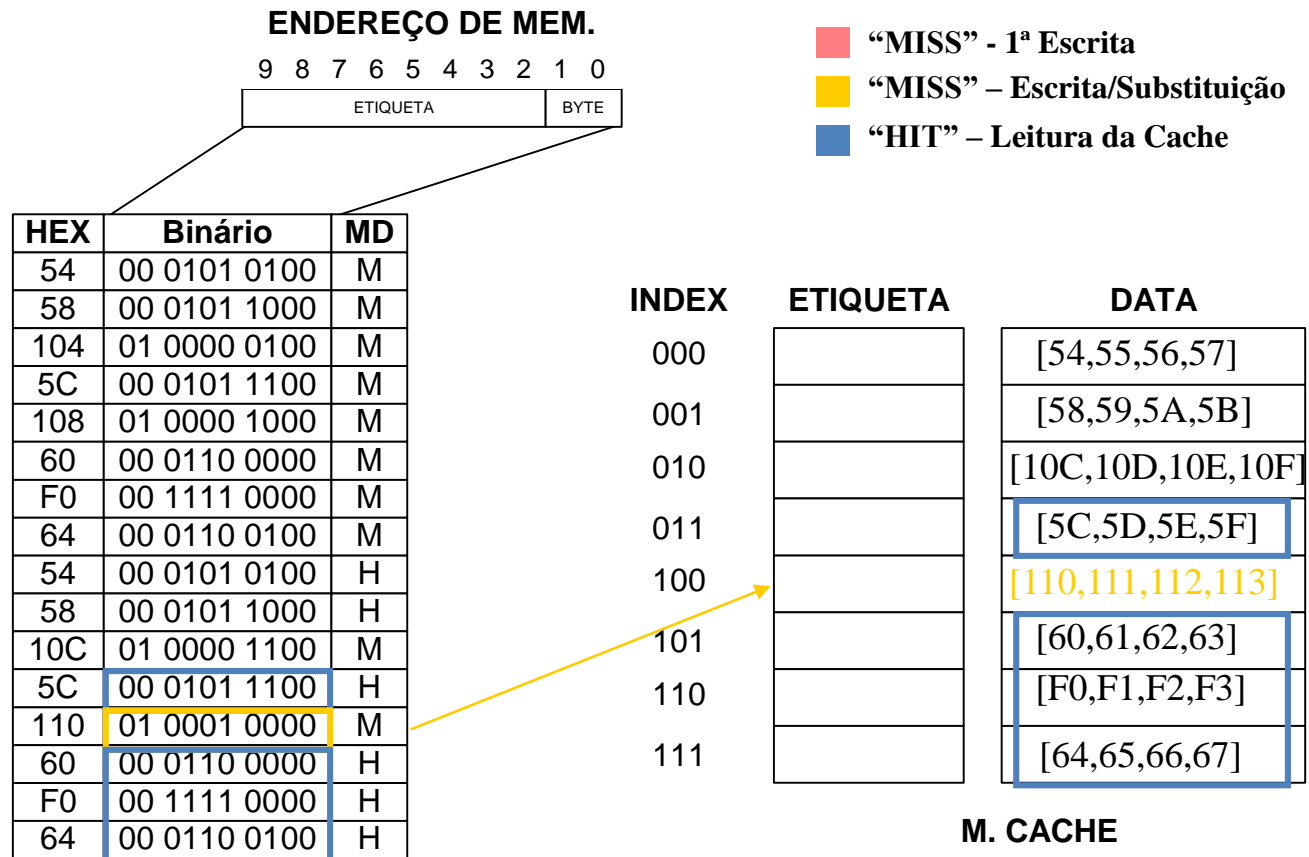 ENDEREÇO DE MEM.
9 8 7 6 5 4 3 2 1 0
ETIQUETA BYTE
“MISS” - 1ª Escrita
“MISS” – Escrita/Substituição
“HIT” – Leitura da Cache
HEX Binário MD
54 00 0101 0100 M
58 00 0101 1000 M
104 01 0000 0100 M
5C 00 0101 1100 M
108 01 0000 1000 M
60 00 0110 0000 M
F0 00 1111 0000 M
64 00 0110 0100 M
54 00 0101 0100 H
58 00 0101 1000 H
10C 01 0000 1100 M
5C 00 0101 1100 H
110 01 0001 0000 M
60 00 0110 0000 H
F0 00 1111 0000 H
64 00 0110 0100 H
INDEX ETIQUETA DATA
000 [54,55,56,57]
001 [58,59,5A,5B]
010 [10C,10D,10E,10F]
011 [5C,5D,5E,5F]
100 [110,111,112,113]
101 [60,61,62,63]
110 [F0,F1,F2,F3]
111 [64,65,66,67]
M. CACHE